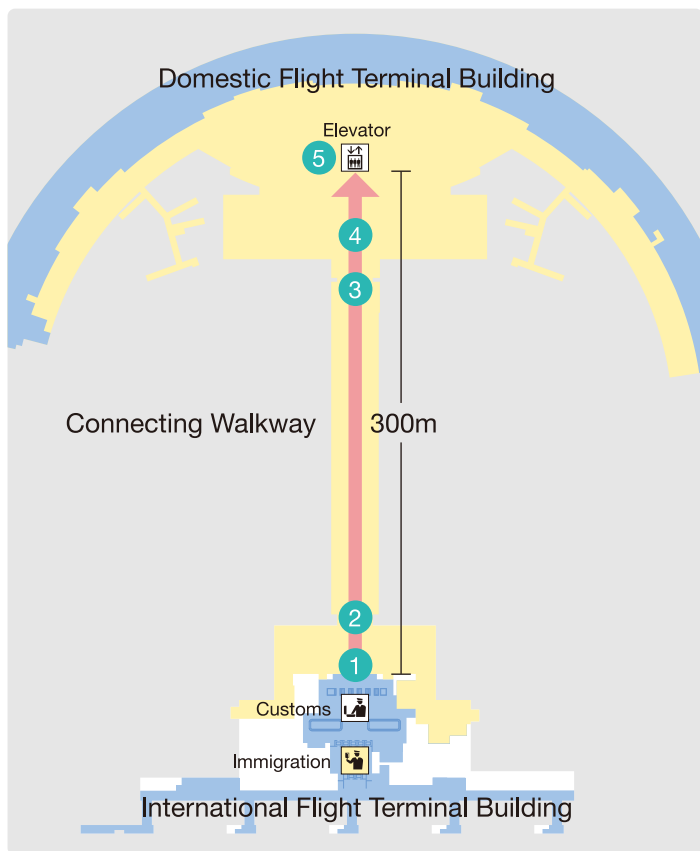 Domestic Flight Terminal Building
Elevator
5
4
3
Connecting Walkway
300m
2
1
Customs
Immigration
International Flight Terminal Building